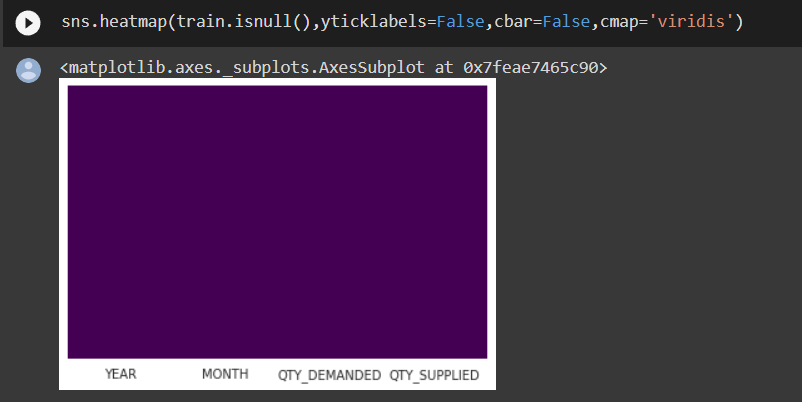 sns.heatmap(train.isnull(),yticklabels=False,cbar=False,cmap='viridis')
<matplotlib.axes._subplots.AxesSubplot at 0x7feae7465c90>
YEAR MONTH QTY_DEMANDED QTY_SUPPLIED